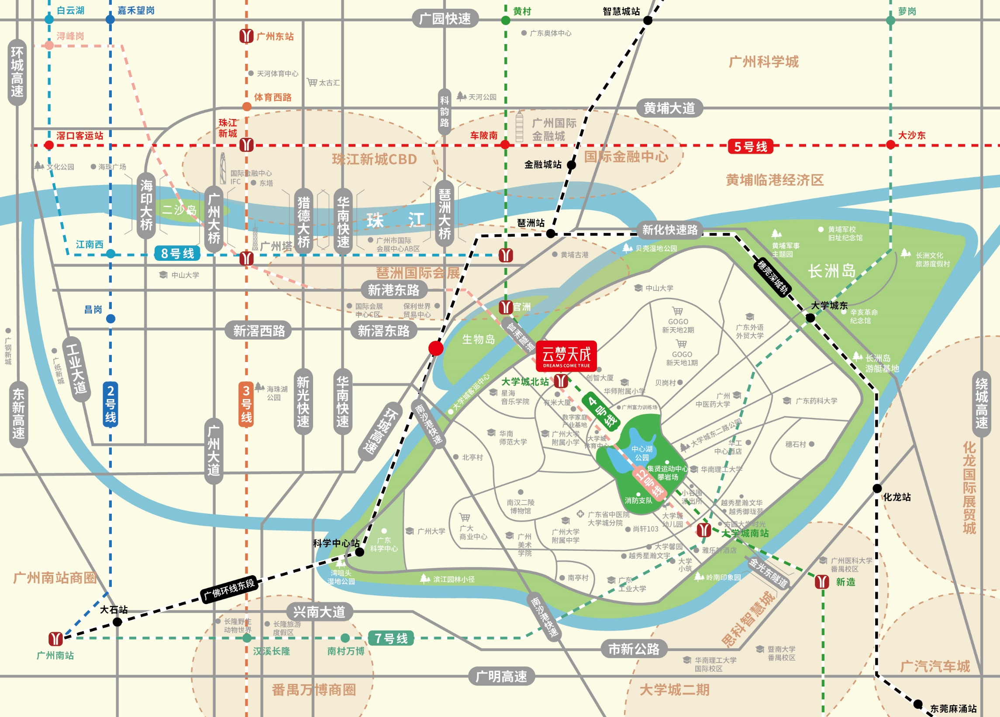 白云湖
嘉禾望岗
广园快速
黄村
智慧城站
萝岗
浔峰岗
广州东站
广东奥体中心
环城高速
广州科学城
天河体育中心
太古汇
体育西路
科韵路
天河公园
黄埔大道
珠江
新城
广州国际
金融城
滘口客运站
车陂南
5号线
大沙东
珠江新城CBD
国际金融中心
金融城站
文化公园
海珠广场
国际金融中心
IFC
东塔
黄埔临港经济区
海印大桥
二沙岛
广州大桥
猎德大桥
华南快速
珠 江
琶洲大桥
琶洲站
新化快速路
黄埔军校
旧址纪念馆
江南西
8号线
广州塔
广州市国际
会展中心AB区
黄埔古港
贝壳湿地公园
黄埔军事
主题园
长洲文化
旅游度假村
穗莞深城轨
长洲岛
中山大学
琶洲国际会展
新港东路
中山大学
昌岗
国际会展
中心C区
保利世界
贸易中心
官洲
大学城东
辛亥革命
纪念馆
新滘西路
新滘东路
生物岛
官洲隧道
GOGO
新天地2期
广东外语
外贸大学
广钢新城
广纸新城
工业大道
云梦天成
DREAMS COME TRUE
GOGO
新天地1期
长洲岛
游艇基地
东新高速
2号线
3号线
海珠湖
公园
新光快速
华南快速
大学城客运中心
大学城北站
创智大厦
华师附属小学
贝岗村
绕城高速
星海
音乐学院
有米大厦
4号线
广州富力训练场
广州
中医药大学
广东药科大学
环城高速
南沙港快速
数字家庭
产业基地
广州大道
华南
师范大学
广州大学
附属小学
大学城
体育中心
大学城东二路公园
华工
中心酒店
穗石村
北亭村
中心湖
公园
集贤运动中心
攀岩场
华南理工大学
化龙国际展贸城
12号线
小谷围
派出所
消防支队
南汉二陵
博物馆
越秀星瀚文华
越秀御珑苑
化龙站
广东省中医院
大学城分院
大学城
幼儿园
方圆大学时光
广州大学
广大
商业中心
广州大学
附属中学
尚轩103
大学城南站
科学中心站
广东
科学中心
广州
美术
学院
大学馨园
越秀星瀚文宇
雅乐轩酒店
大学
小筑
金光东隧道
广州医科大学
番禺校区
广州南站商圈
湾咀头
湿地公园
滨江园林小径
南亭村
广东
工业大学
岭南印象园
新造
广佛环线东段
大石站
兴南大道
南沙港快速
思科智慧城
长隆野生
动物世界
长隆旅游
度假区
7号线
广州南站
汉溪长隆
南村万博
市新公路
暨南大学
番禺校区
华南理工大学
国际校区
广汽汽车城
广明高速
番禺万博商圈
大学城二期
东莞麻涌站